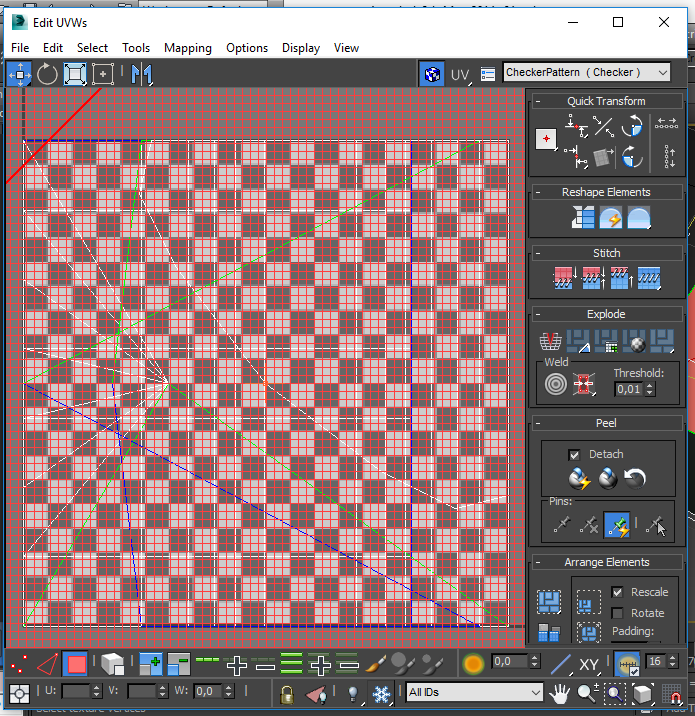 Edit UVWs
File Edit Select Tools Mapping Options Display View
UV CheckerPattern ( Checker )
- Quick Transform
- Reshape Elements
- Stitch
- Explode
Weld
Threshold:
0,01
- Peel
Detach
Pins:
- Arrange Elements
Rescale
Rotate
Padding:
0,0 XY 16
U: V: W: 0,0 All IDs